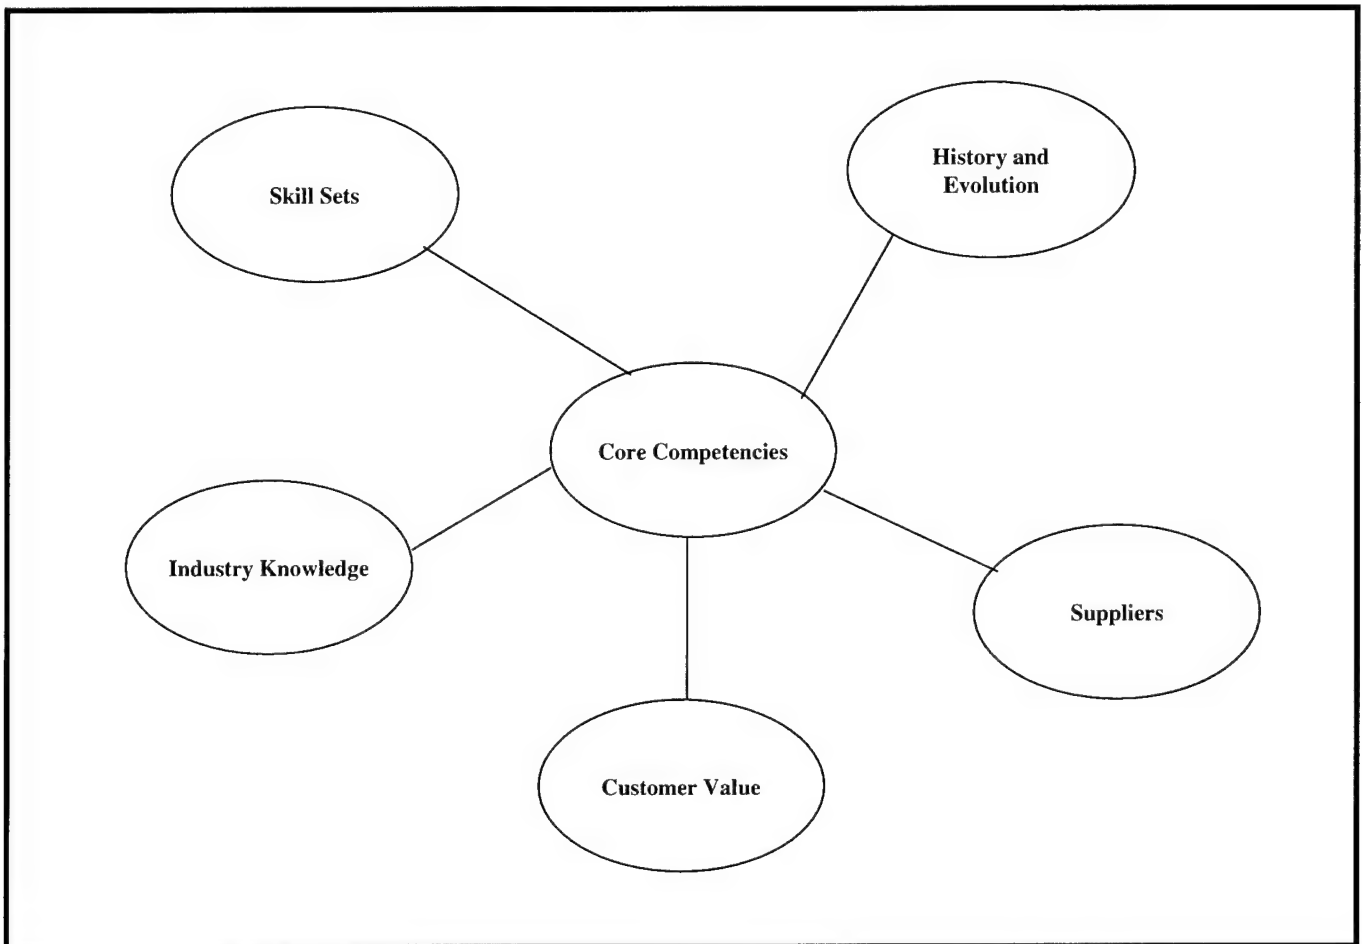 History and
Evolution
Skill Sets
Core Competencies
Industry Knowledge
Suppliers
Customer Value